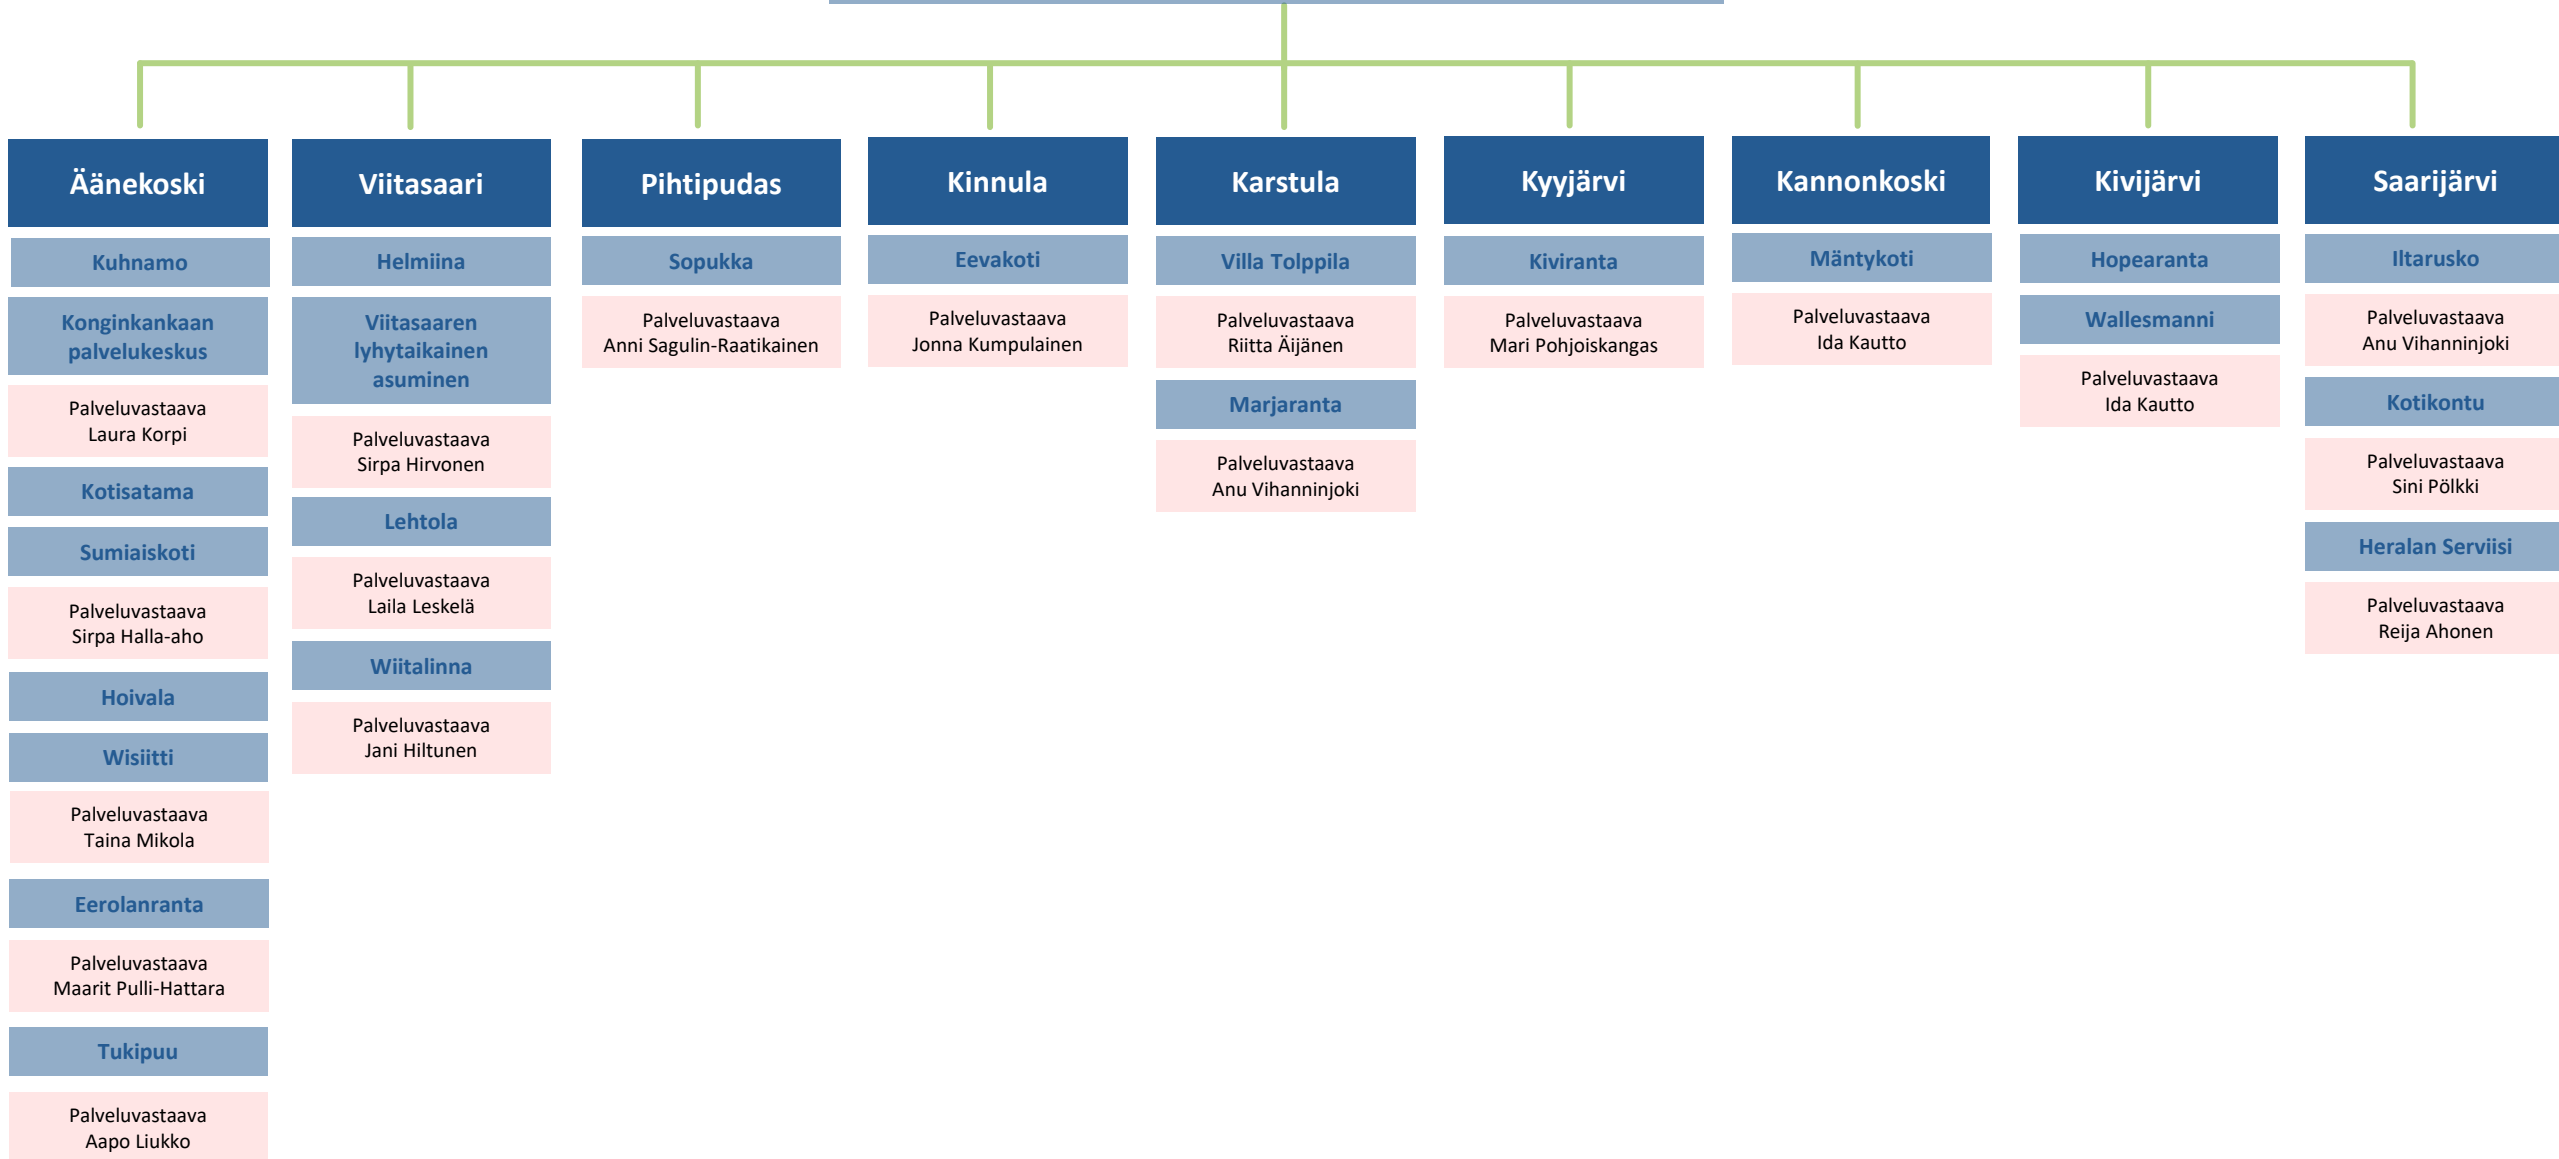 Äänekoski
Kuhnamo
Konginkankaan
palvelukeskus
Palveluvastaava
Laura Korpi
Kotisatama
Sumiaiskoti
Palveluvastaava
Sirpa Halla-aho
Hoivala
Wisiitti
Palveluvastaava
Taina Mikola
Eerolanranta
Palveluvastaava
Maarit Pulli-Hattara
Tukipuu
Palveluvastaava
Aapo Liukko
Viitasaari
Helmiina
Viitasaaren
lyhytaikainen
asuminen
Palveluvastaava
Sirpa Hirvonen
Lehtola
Palveluvastaava
Laila Leskelä
Wiitalinna
Palveluvastaava
Jani Hiltunen
Pihtipudas
Sopukka
Palveluvastaava
Anni Sagulin-Raatikainen
Kinnula
Eevakoti
Palveluvastaava
Jonna Kumpulainen
Karstula
Villa Tolppila
Palveluvastaava
Riitta Äijänen
Marjaranta
Palveluvastaava
Anu Vihanninjoki
Kyyjärvi
Kiviranta
Palveluvastaava
Mari Pohjoiskangas
Kannonkoski
Mäntykoti
Palveluvastaava
Ida Kautto
Kivijärvi
Hopearanta
Wallesmanni
Palveluvastaava
Ida Kautto
Saarijärvi
Iltarusko
Palveluvastaava
Anu Vihanninjoki
Kotikontu
Palveluvastaava
Sini Pölkki
Heralan Serviisi
Palveluvastaava
Reija Ahonen